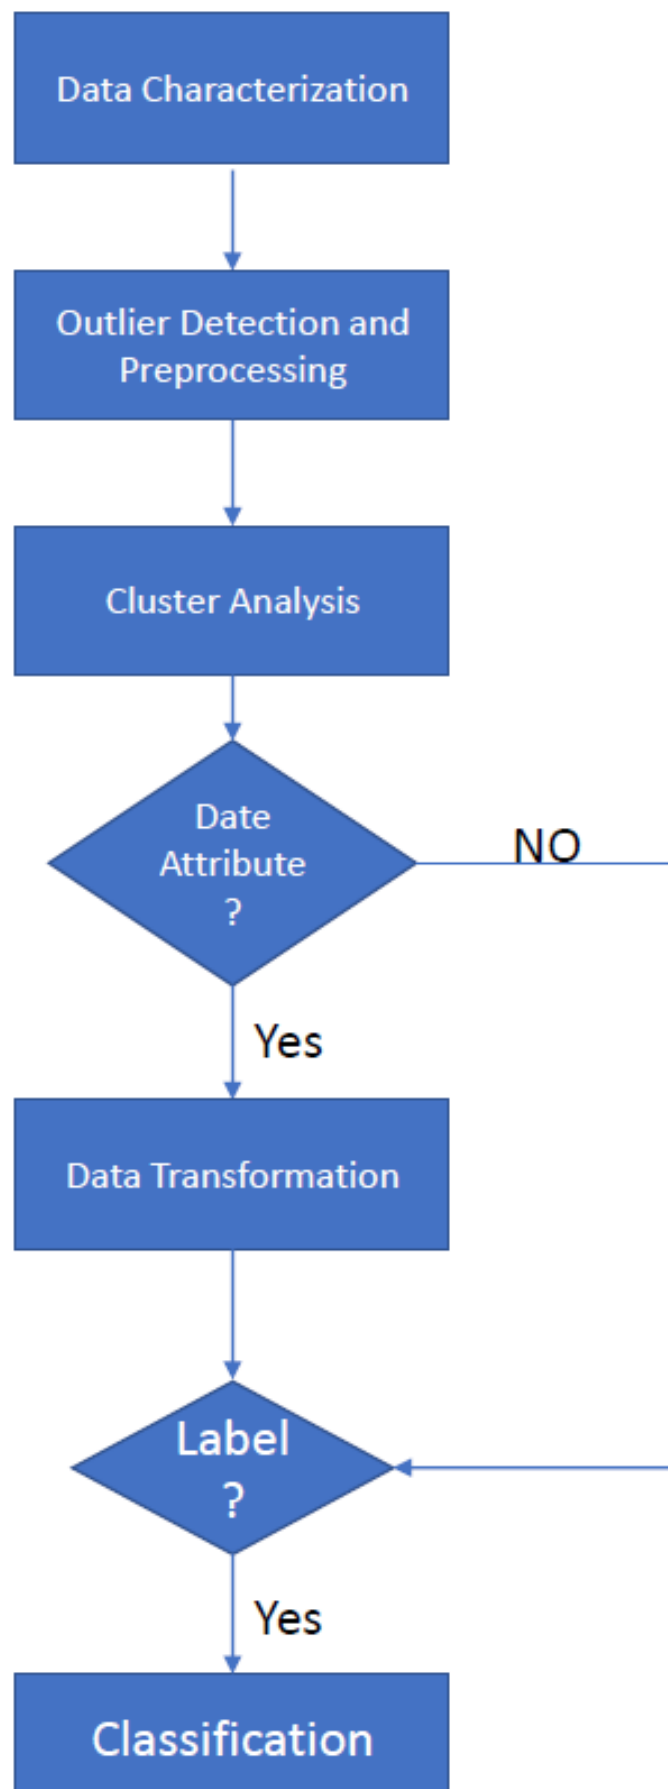 Data Characterization
Outlier Detection and
Preprocessing
Cluster Analysis
Date
Attribute
?
NO
Yes
Data Transformation
Label
?
Yes
Classification